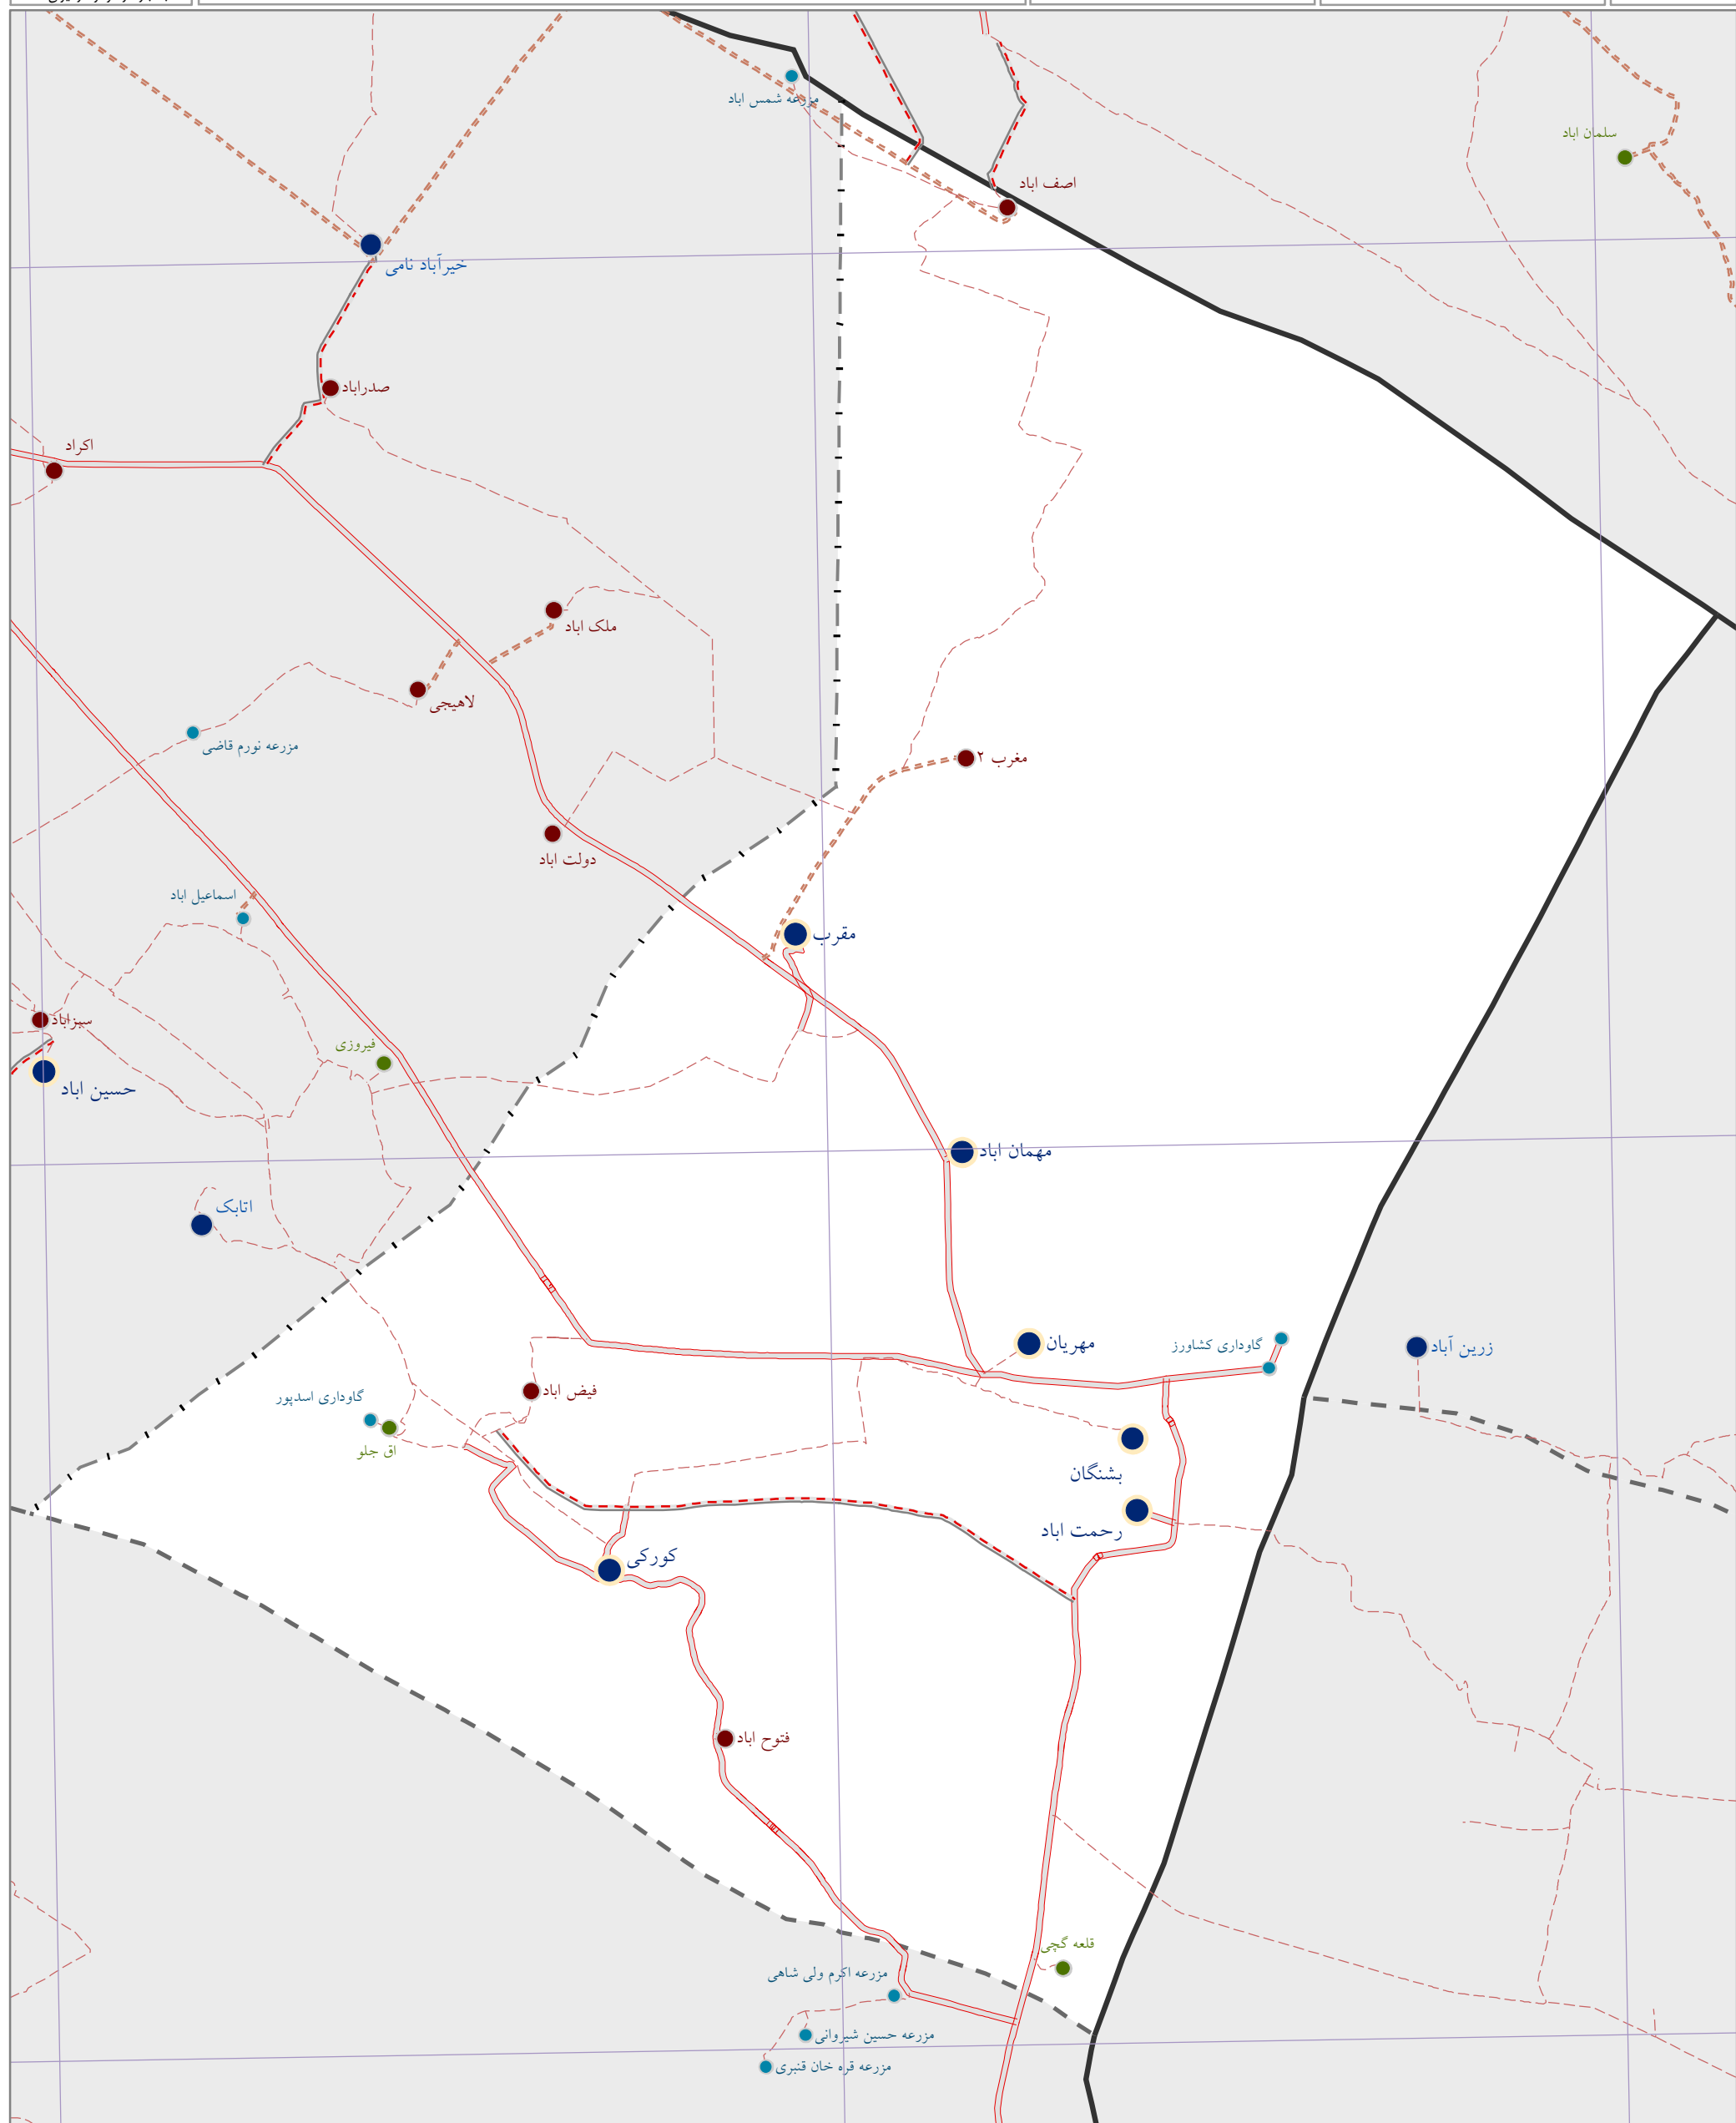 مزرعه شمس اباد
سلمان اباد
اصف اباد
خیرآباد نامی
صدراباد
اکراد
ملک اباد
لاهیجی
مزرعه نورم قاضی
مغرب ۲
دولت اباد
اسماعیل اباد
مقرب
سبزاباد
فیروزی
حسین اباد
مهمان اباد
اتابک
مهریان
گاوداری کشاورز
زرین آباد
فیض اباد
گاوداری اسدپور
اق جلو
بشنگان
رحمت اباد
کورکی
فتوح اباد
قلعه گچی
مزرعه اکرم ولی شاهی
مزرعه حسین شیروانی
مزرعه قره خان قنبری